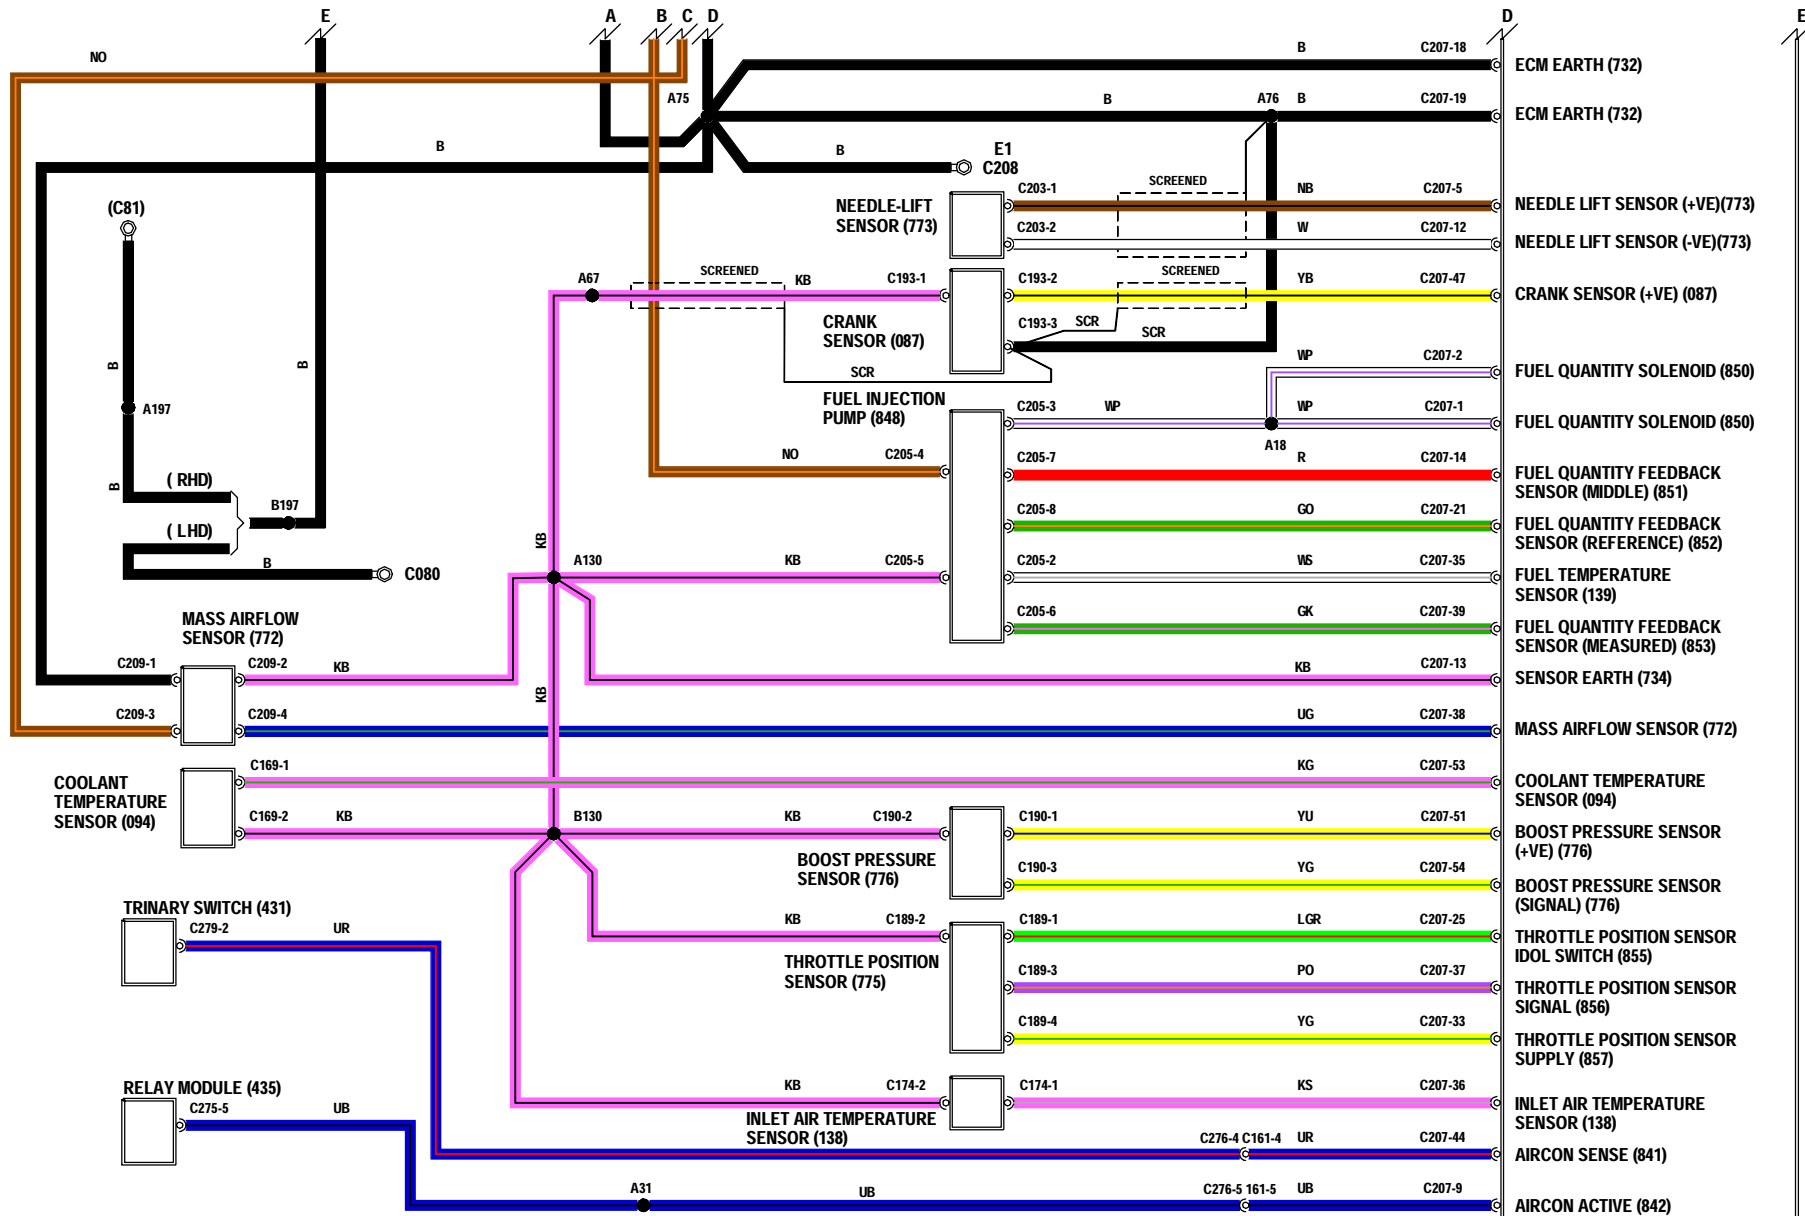 E
A
B
C
D
D
E
NO
B
C207-18
ECM EARTH (732)
A75
B
A76
B
C207-19
ECM EARTH (732)
B
B
E1
C208
(C81)
SCREENED
C203-1
NB
C207-5
NEEDLE LIFT SENSOR (+VE)(773)
NEEDLE-LIFT
SENSOR (773)
C203-2
W
C207-12
NEEDLE LIFT SENSOR (-VE)(773)
A67
SCREENED
KB
C193-1
C193-2
SCREENED
YB
C207-47
CRANK SENSOR (+VE) (087)
CRANK
SENSOR (087)
C193-3
SCR
SCR
SCR
B
B
WP
C207-2
FUEL QUANTITY SOLENOID (850)
FUEL INJECTION
PUMP (848)
C205-3
WP
WP
C207-1
FUEL QUANTITY SOLENOID (850)
A18
A197
NO
C205-4
C205-7
R
C207-14
FUEL QUANTITY FEEDBACK
SENSOR (MIDDLE) (851)
B
( RHD)
B197
( LHD)
B
C080
C205-8
GO
C207-21
FUEL QUANTITY FEEDBACK
SENSOR (REFERENCE) (852)
KB
A130
KB
C205-5
C205-2
WS
C207-35
FUEL TEMPERATURE
SENSOR (139)
C205-6
GK
C207-39
FUEL QUANTITY FEEDBACK
SENSOR (MEASURED) (853)
MASS AIRFLOW
SENSOR (772)
C209-1
C209-2
KB
KB
KB
C207-13
SENSOR EARTH (734)
C209-3
C209-4
UG
C207-38
MASS AIRFLOW SENSOR (772)
COOLANT
TEMPERATURE
SENSOR (094)
C169-1
KG
C207-53
COOLANT TEMPERATURE
SENSOR (094)
C169-2
KB
B130
KB
C190-2
C190-1
YU
C207-51
BOOST PRESSURE SENSOR
(+VE) (776)
BOOST PRESSURE
SENSOR (776)
C190-3
YG
C207-54
BOOST PRESSURE SENSOR
(SIGNAL) (776)
TRINARY SWITCH (431)
C279-2
UR
KB
C189-2
C189-1
LGR
C207-25
THROTTLE POSITION SENSOR
IDOL SWITCH (855)
THROTTLE POSITION
SENSOR (775)
C189-3
PO
C207-37
THROTTLE POSITION SENSOR
SIGNAL (856)
C189-4
YG
C207-33
THROTTLE POSITION SENSOR
SUPPLY (857)
RELAY MODULE (435)
C275-5
UB
KB
C174-2
C174-1
KS
C207-36
INLET AIR TEMPERATURE
SENSOR (138)
INLET AIR TEMPERATURE
SENSOR (138)
C276-4 C161-4
UR
C207-44
AIRCON SENSE (841)
A31
UB
C276-5 161-5
UB
C207-9
AIRCON ACTIVE (842)